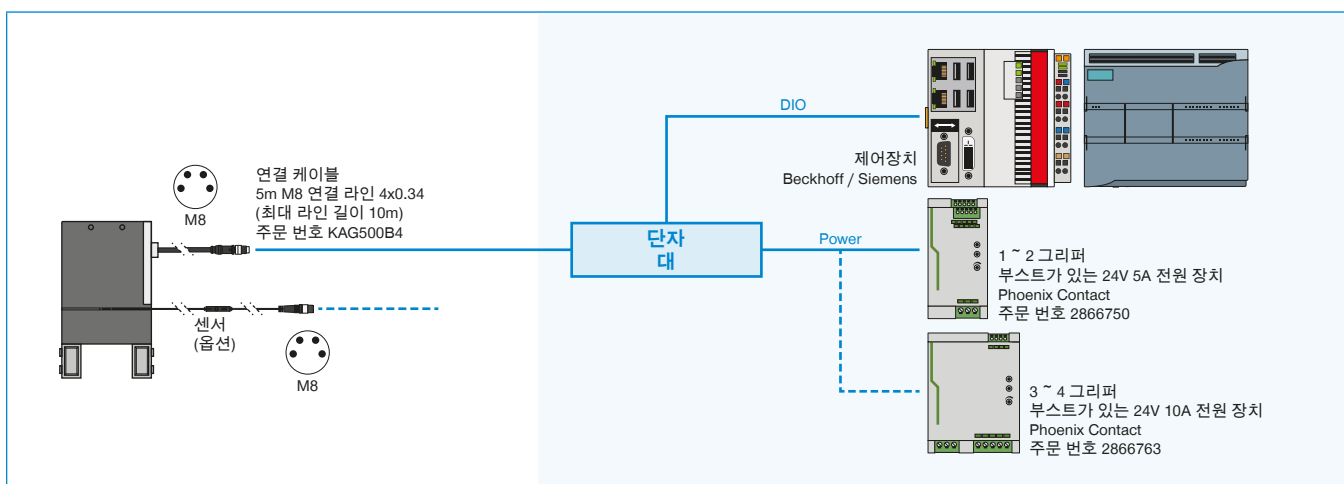 M8
연결 케이블
5m M8 연결 라인 4x0.34
(최대 라인 길이 10m)
주문 번호 KAG500B4
센서
(옵션)
M8
단자
대
DIO
제어장치
Beckhoff / Siemens
Power
1 ~ 2 그리퍼
부스트가 있는 24V 5A 전원 장치
Phoenix Contact
주문 번호 2866750
3 ~ 4 그리퍼
부스트가 있는 24V 10A 전원 장치
Phoenix Contact
주문 번호 2866763